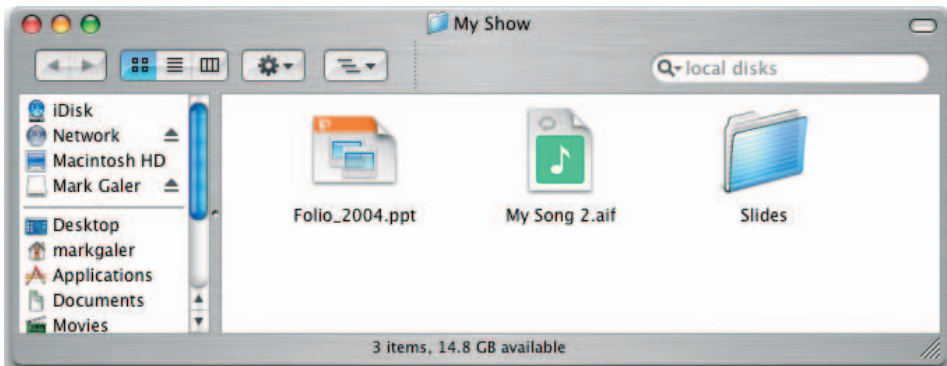 My Show
local disks
iDisk
Network
Macintosh HD
Mark Galer
Desktop
markgaler
Applications
Documents
Movies
Folio_2004.ppt
My Song 2.aif
Slides
3 items, 14.8 GB available